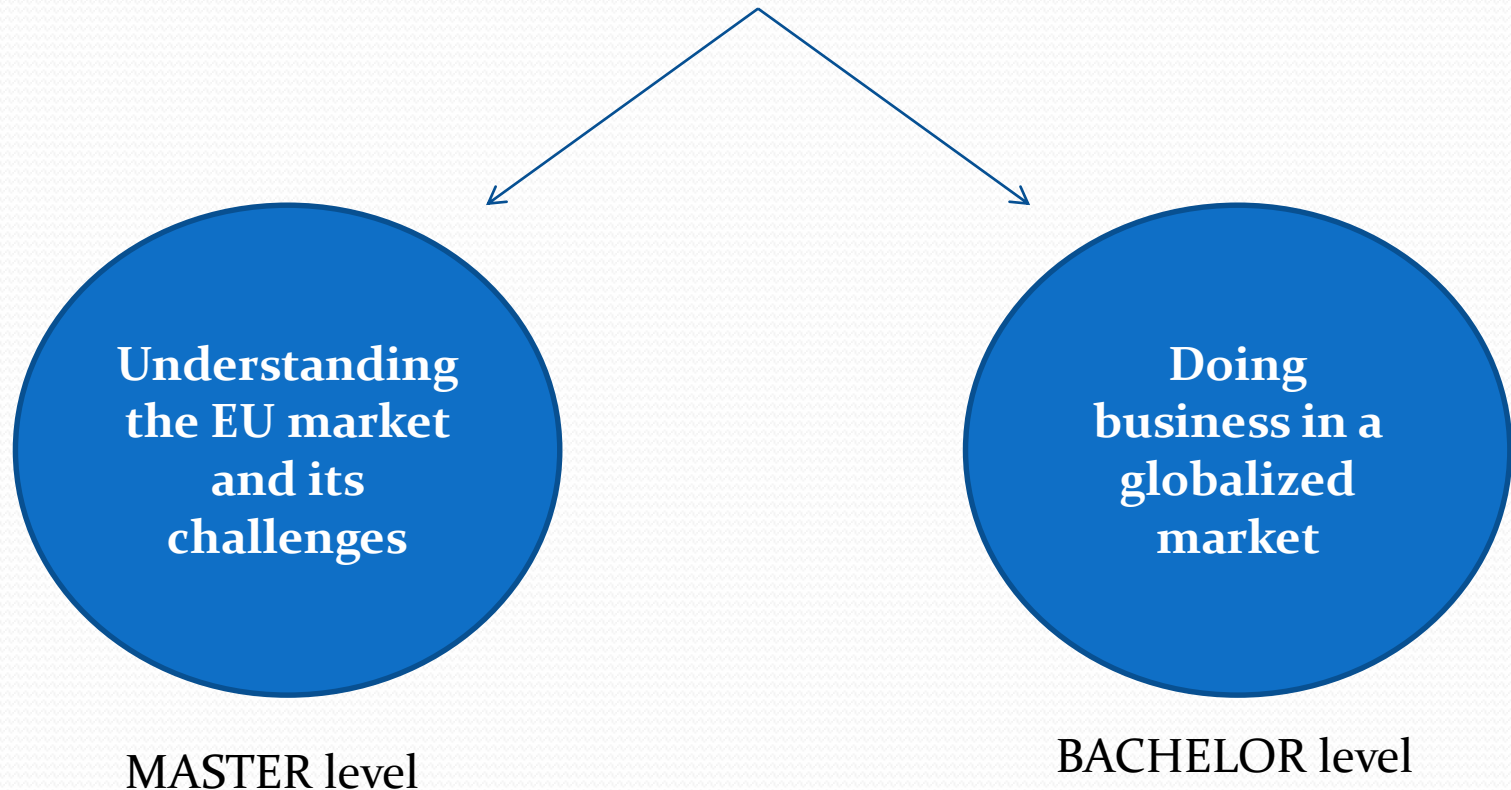 Understanding
the EU market
and its
challenges
MASTER level
Doing
business in a
globalized
market
BACHELOR level